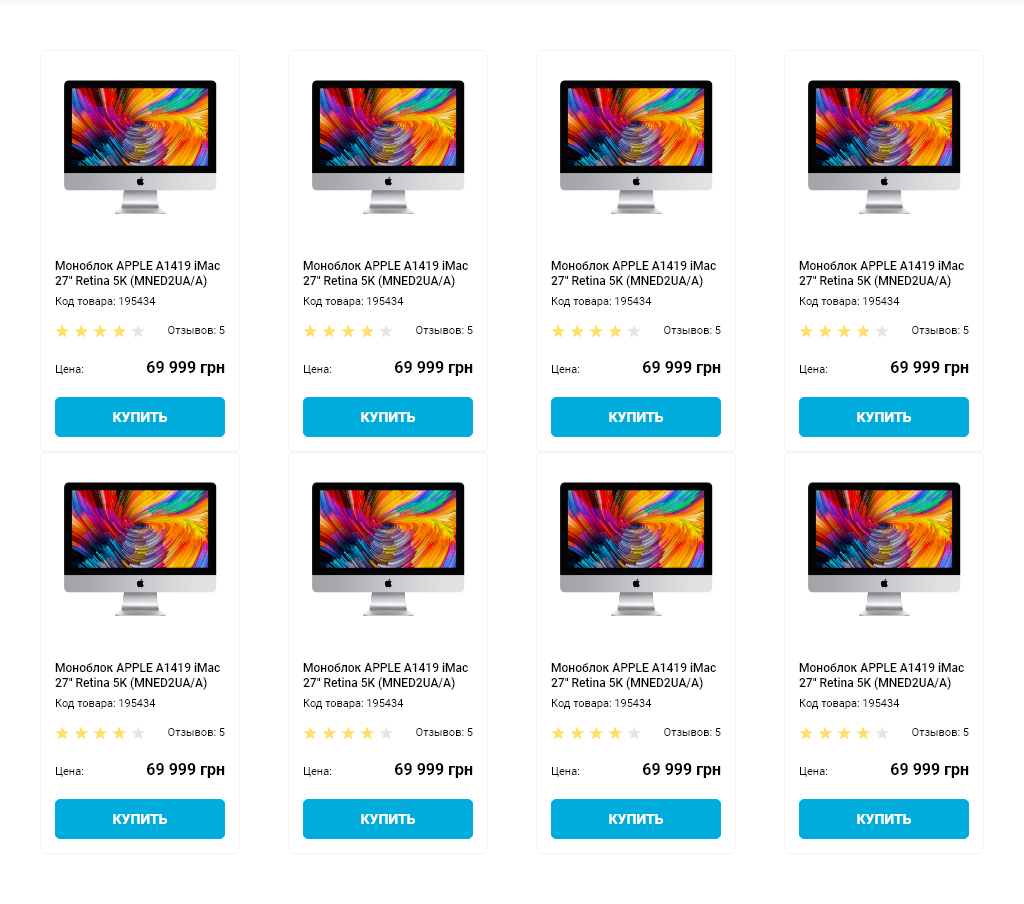 Моноблок APPLE A1419 iMac
27" Retina 5K (MNED2UA/A)
Код товара: 195434
Отзывов: 5
Цена: 69 999 грн
КУПИТЬ
Моноблок APPLE A1419 iMac
27" Retina 5K (MNED2UA/A)
Код товара: 195434
Отзывов: 5
Цена: 69 999 грн
КУПИТЬ
Моноблок APPLE A1419 iMac
27" Retina 5K (MNED2UA/A)
Код товара: 195434
Отзывов: 5
Цена: 69 999 грн
КУПИТЬ
Моноблок APPLE A1419 iMac
27" Retina 5K (MNED2UA/A)
Код товара: 195434
Отзывов: 5
Цена: 69 999 грн
КУПИТЬ
Моноблок APPLE A1419 iMac
27" Retina 5K (MNED2UA/A)
Код товара: 195434
Отзывов: 5
Цена: 69 999 грн
КУПИТЬ
Моноблок APPLE A1419 iMac
27" Retina 5K (MNED2UA/A)
Код товара: 195434
Отзывов: 5
Цена: 69 999 грн
КУПИТЬ
Моноблок APPLE A1419 iMac
27" Retina 5K (MNED2UA/A)
Код товара: 195434
Отзывов: 5
Цена: 69 999 грн
КУПИТЬ
Моноблок APPLE A1419 iMac
27" Retina 5K (MNED2UA/A)
Код товара: 195434
Отзывов: 5
Цена: 69 999 грн
КУПИТЬ